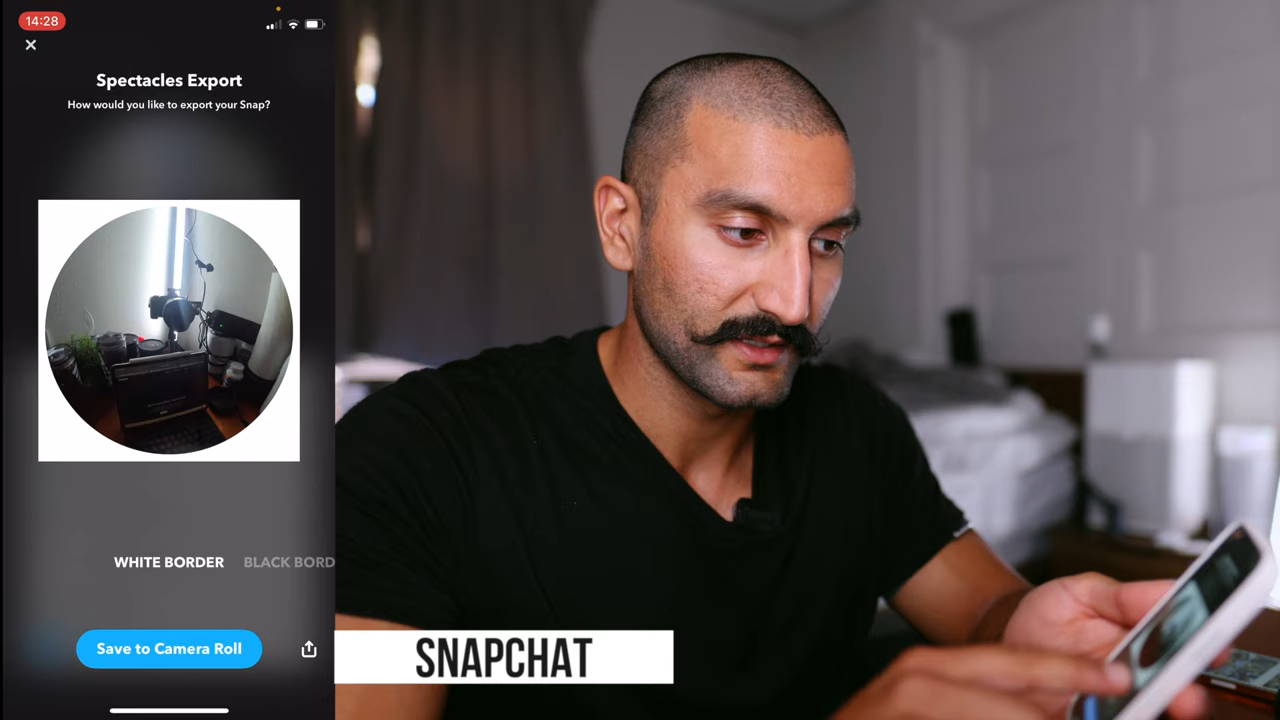 14:28
Spectacles Export
How would you like to export your Snap?
WHITE BORDER
BLACK BORD
Save to Camera Roll
SNAPCHAT